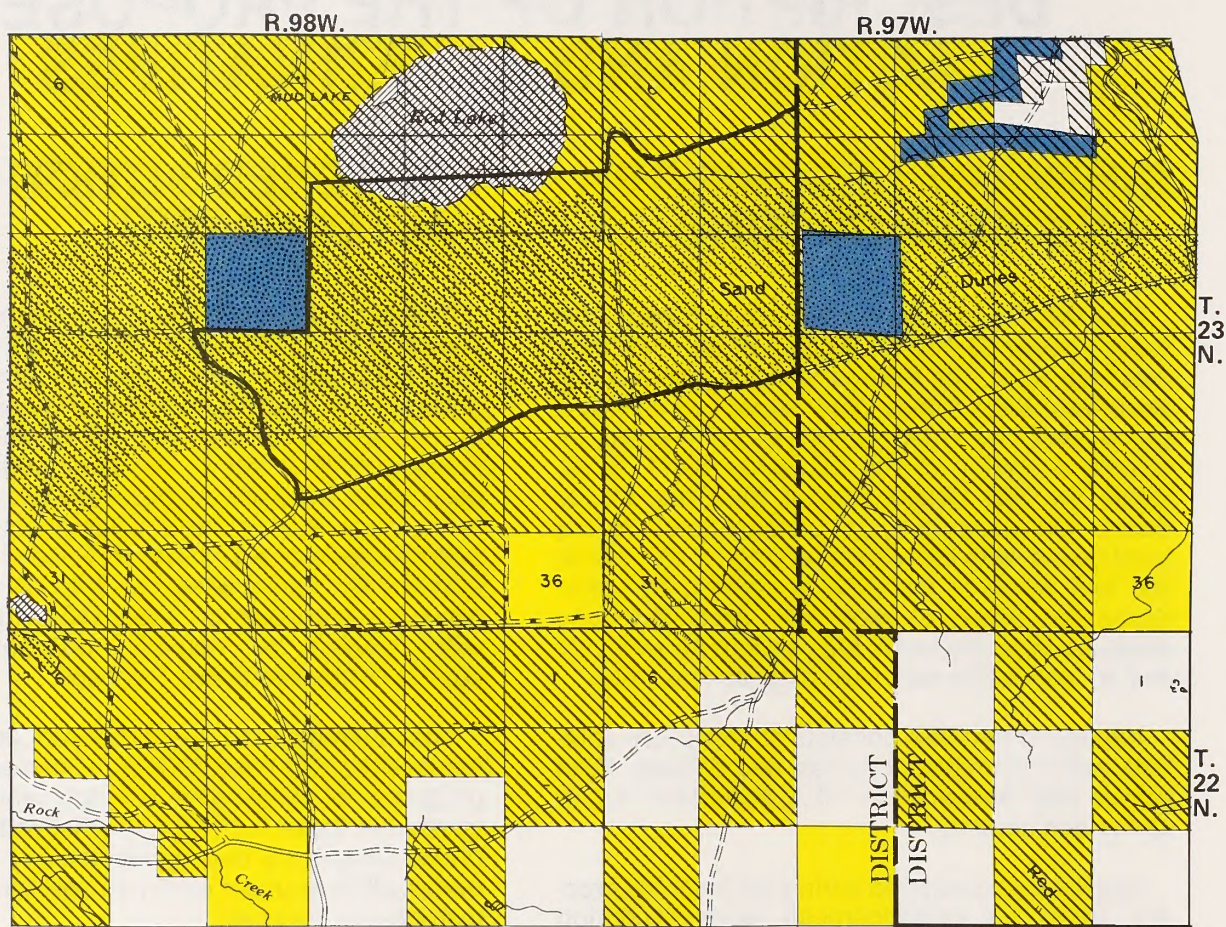 R.98W.
R.97W.
6
MUD LAKE
Red Lake
6
1
Sand
Dunes
T.
23
N.
31
36
31
36
6
1
6
1
Rock
DISTRICT
DISTRICT
T.
22
N.
Creek
Red